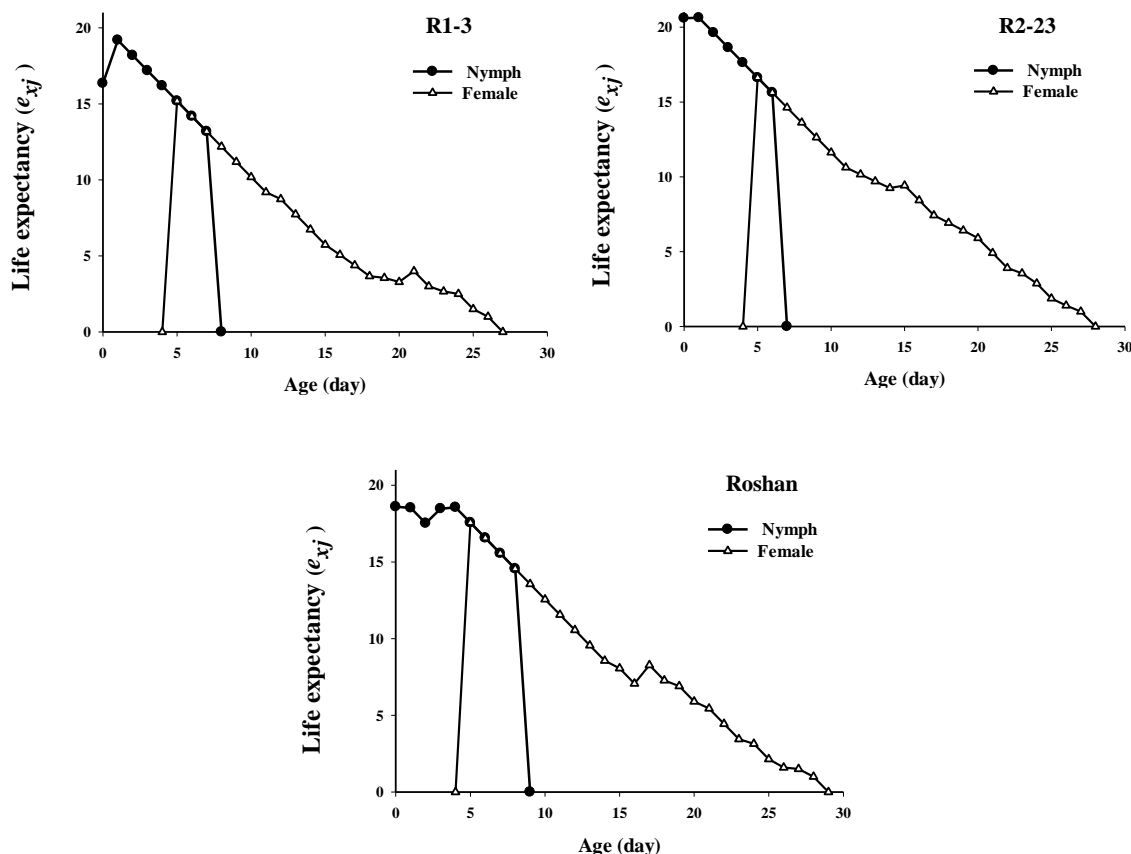 R1-3
Nymph
Female
Life expectancy (exj )
20
15
10
5
0
0 5 10 15 20 25 30
Age (day)
R2-23
Nymph
Female
Life expectancy (exj )
20
15
10
5
0
0 5 10 15 20 25 30
Age (day)
Roshan
Nymph
Female
Life expectancy (exj )
20
15
10
5
0
0 5 10 15 20 25 30
Age (day)